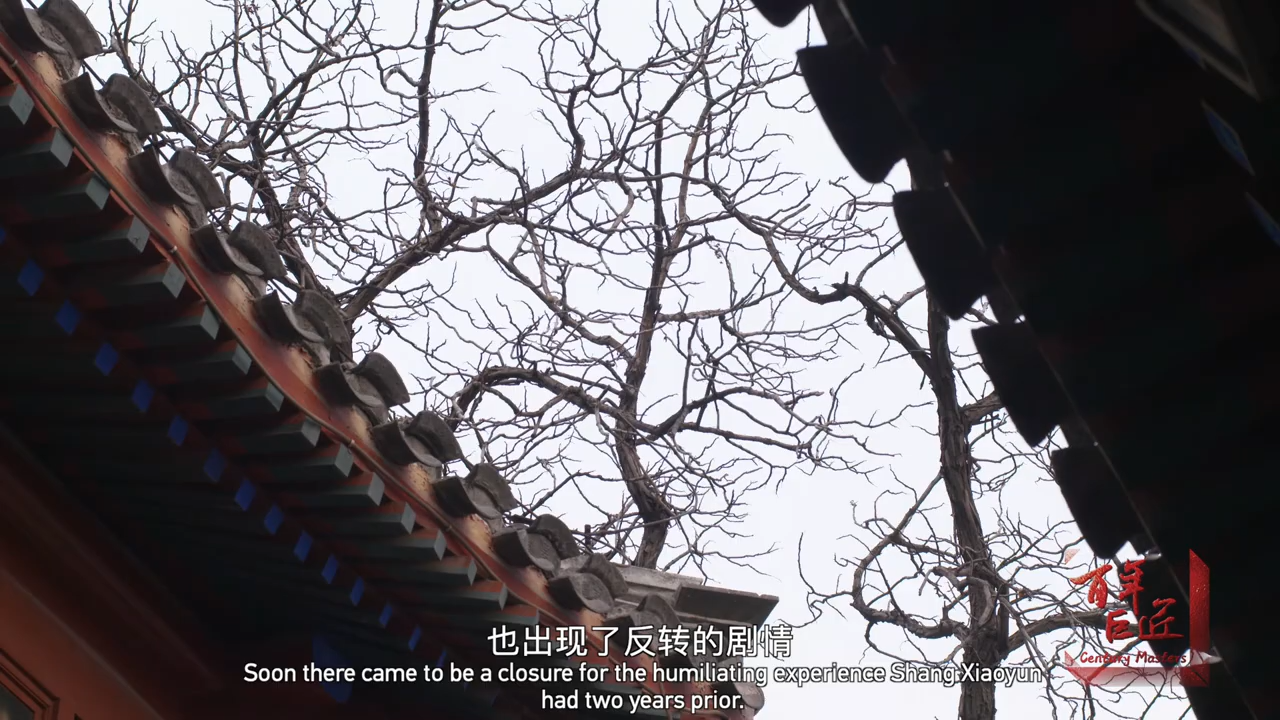 也出现了反转的剧情
Soon there came to be a closure for the humiliating experience Shang Xiaoyun
had two years prior.
百年
巨匠
Century Masters